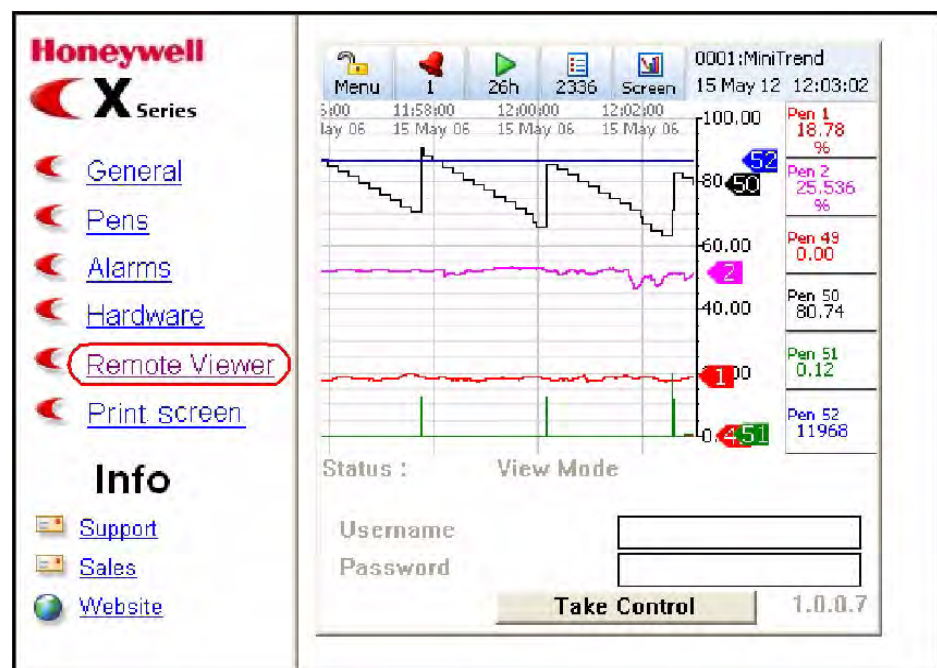 Honeywell
X Series
General
Pens
Alarms
Hardware
Remote Viewer
Print screen
Info
Support
Sales
Website
Menu
1
26h
2336
Screen
0001:MiniTrend
15 May 12 12:03:02
11:58:00 12:00:00 12:02:00
lay 06 15 May 06 15 May 06 15 May 06
100.00
80
60.00
40.00
00
52
50
2
1
51
Pen 1
18.78
%
Pen 2
25.536
%
Pen 49
0.00
Pen 50
80.74
Pen 51
0.12
Pen 52
11968
Status : View Mode
Username
Password
Take Control
1.0.0.7